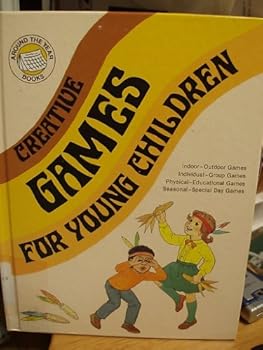 AROUND THE YEAR
BOOKS
CREATIVE
GAMES
FOR YOUNG CHILDREN
Indoor-Outdoor Games
Individual-Group Games
Physical-Educational Games
Seasonal-Special Day Games